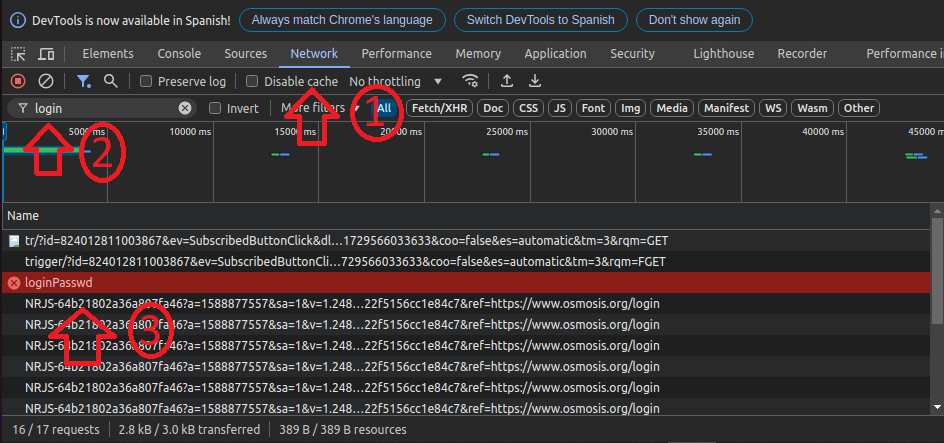 DevTools is now available in Spanish! Always match Chrome's language Switch DevTools to Spanish Don't show again
Elements Console Sources Network Performance Memory Application Security Lighthouse Recorder Performance in
Preserve log Disable cache No throttling
login Invert More filters 1 All Fetch/XHR Doc CSS JS Font Img Media Manifest WS Wasm Other
5000 ms 10000 ms 15000 ms 20000 ms 25000 ms 30000 ms 35000 ms 40000 ms 45000 m
2
Name
tr/?id=824012811003867&ev=SubscribedButtonClick&dl…1729566033633&coo=false&es=automatic&tm=3&rqm=GET
trigger/?id=824012811003867&ev=SubscribedButtonCli…729566033633&coo=false&es=automatic&tm=3&rqm=FGET
loginPasswd
NRJS-64b21802a36a807fa46?a=1588877557&sa=1&v=1.248…22f5156cc1e84c7&ref=https://www.osmosis.org/login
NRJS-64b21802a36a807fa46?a=1588877557&sa=1&v=1.248…22f5156cc1e84c7&ref=https://www.osmosis.org/login
3
NRJS-64b21802a36a807fa46?a=1588877557&sa=1&v=1.248…22f5156cc1e84c7&ref=https://www.osmosis.org/login
NRJS-64b21802a36a807fa46?a=1588877557&sa=1&v=1.248…22f5156cc1e84c7&ref=https://www.osmosis.org/login
NRJS-64b21802a36a807fa46?a=1588877557&sa=1&v=1.248…22f5156cc1e84c7&ref=https://www.osmosis.org/login
NRJS-64b21802a36a807fa46?a=1588877557&sa=1&v=1.248…22f5156cc1e84c7&ref=https://www.osmosis.org/login
16 / 17 requests 2.8 kB / 3.0 kB transferred 389 B / 389 B resources